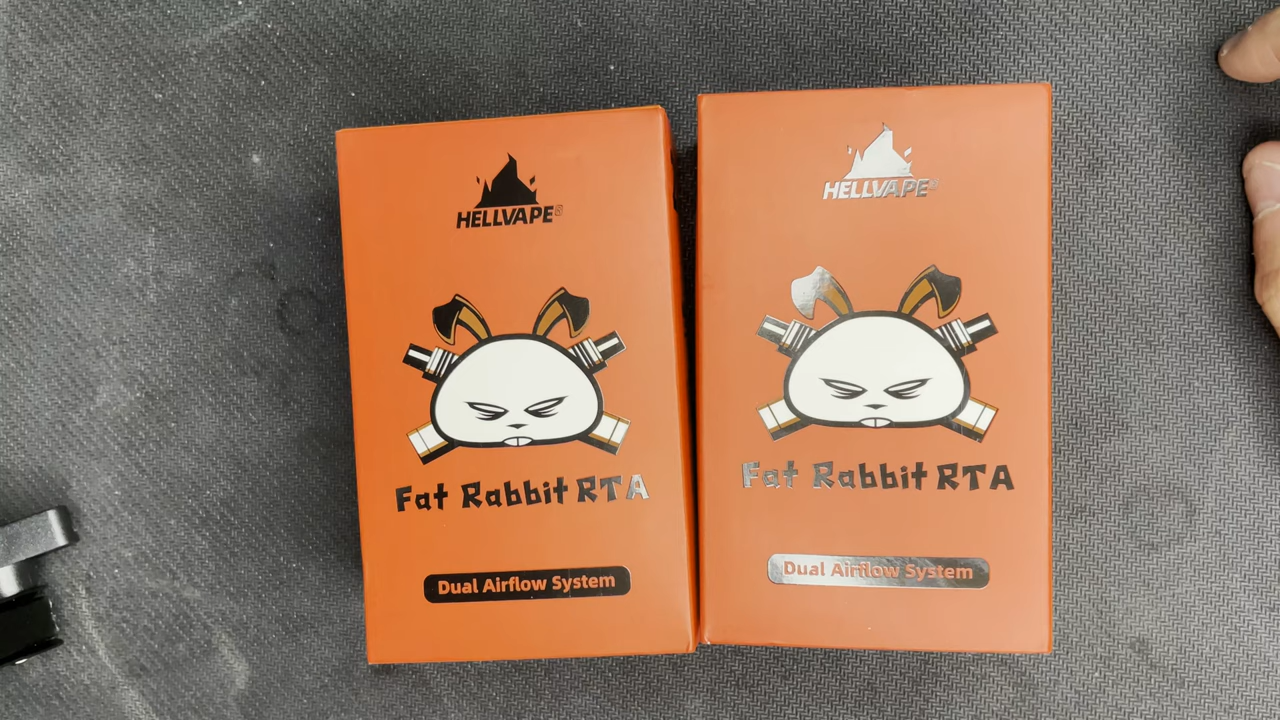 HELLVAPE®
Fat Rabbit RTA
Dual Airflow System
HELLVAPE®
Fat Rabbit RTA
Dual Airflow System